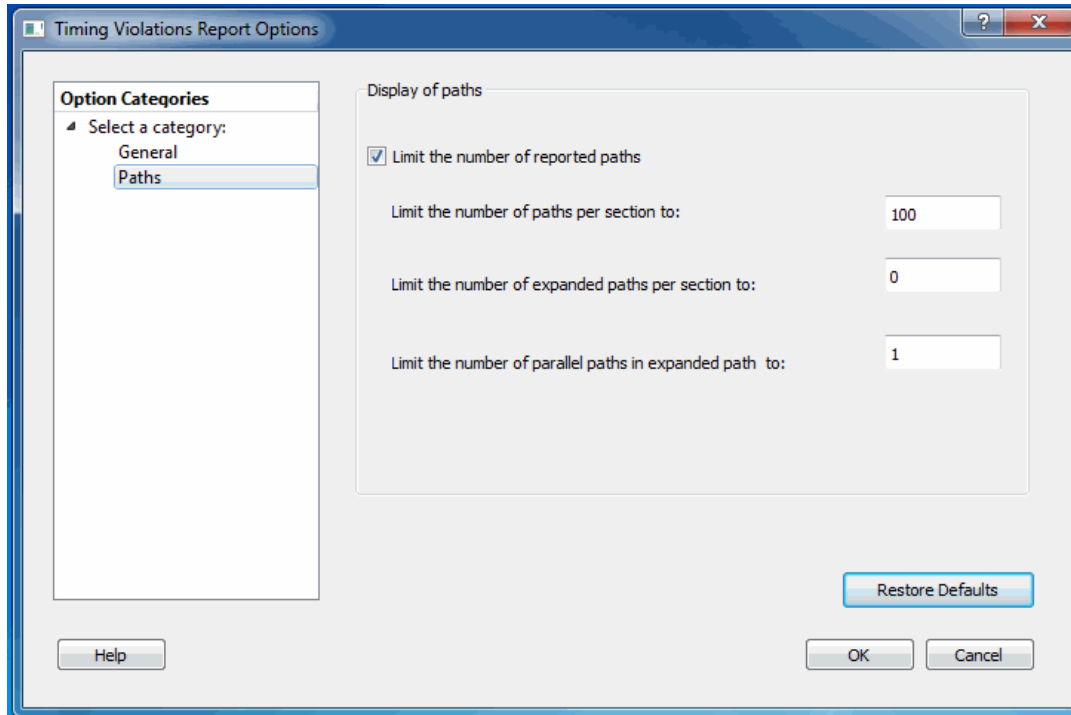 Timing Violations Report Options
?
X
Option Categories
Select a category:
General
Paths
Display of paths
Limit the number of reported paths
Limit the number of paths per section to:
100
Limit the number of expanded paths per section to:
0
Limit the number of parallel paths in expanded path  to:
1
Restore Defaults
Help
OK
Cancel